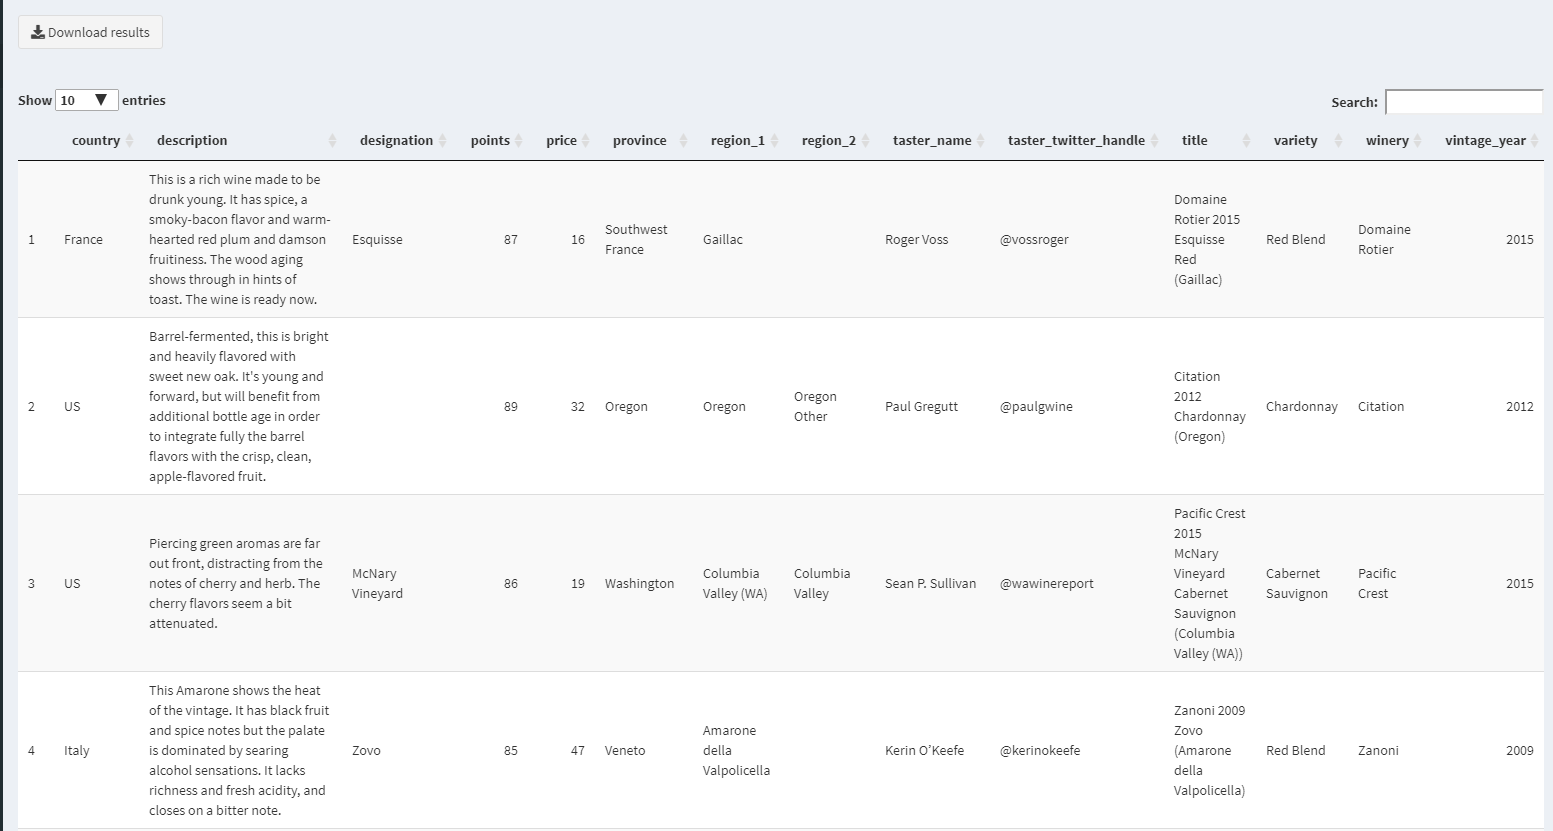 Download results
Show 10 entries
Search:
country description designation points price province region_1 region_2 taster_name taster_twitter_handle title variety winery vintage_year
1
France
This is a rich wine made to be
drunk young. It has spice, a
smoky-bacon flavor and warm-
hearted red plum and damson
fruitiness. The wood aging
shows through in hints of
toast. The wine is ready now.
Esquisse
87
16
Southwest
France
Gaillac
Roger Voss
@vossroger
Domaine
Rotier 2015
Esquisse
Red
(Gaillac)
Red Blend
Domaine
Rotier
2015
2
US
Barrel-fermented, this is bright
and heavily flavored with
sweet new oak. It's young and
forward, but will benefit from
additional bottle age in order
to integrate fully the barrel
flavors with the crisp, clean,
apple-flavored fruit.
89
32
Oregon
Oregon
Oregon
Other
Paul Gregutt
@paulgwine
Citation
2012
Chardonnay
(Oregon)
Chardonnay
Citation
2012
3
US
Piercing green aromas are far
out front, distracting from the
notes of cherry and herb. The
cherry flavors seem a bit
attenuated.
McNary
Vineyard
86
19
Washington
Columbia
Valley (WA)
Columbia
Valley
Sean P. Sullivan
@wawinereport
Pacific Crest
2015
McNary
Vineyard
Cabernet
Sauvignon
(Columbia
Valley (WA))
Cabernet
Sauvignon
Pacific
Crest
2015
4
Italy
This Amarone shows the heat
of the vintage. It has black fruit
and spice notes but the palate
is dominated by searing
alcohol sensations. It lacks
richness and fresh acidity, and
closes on a bitter note.
Zovo
85
47
Veneto
Amarone
della
Valpolicella
Kerin O’Keefe
@kerinokeefe
Zanoni 2009
Zovo
(Amarone
della
Valpolicella)
Red Blend
Zanoni
2009